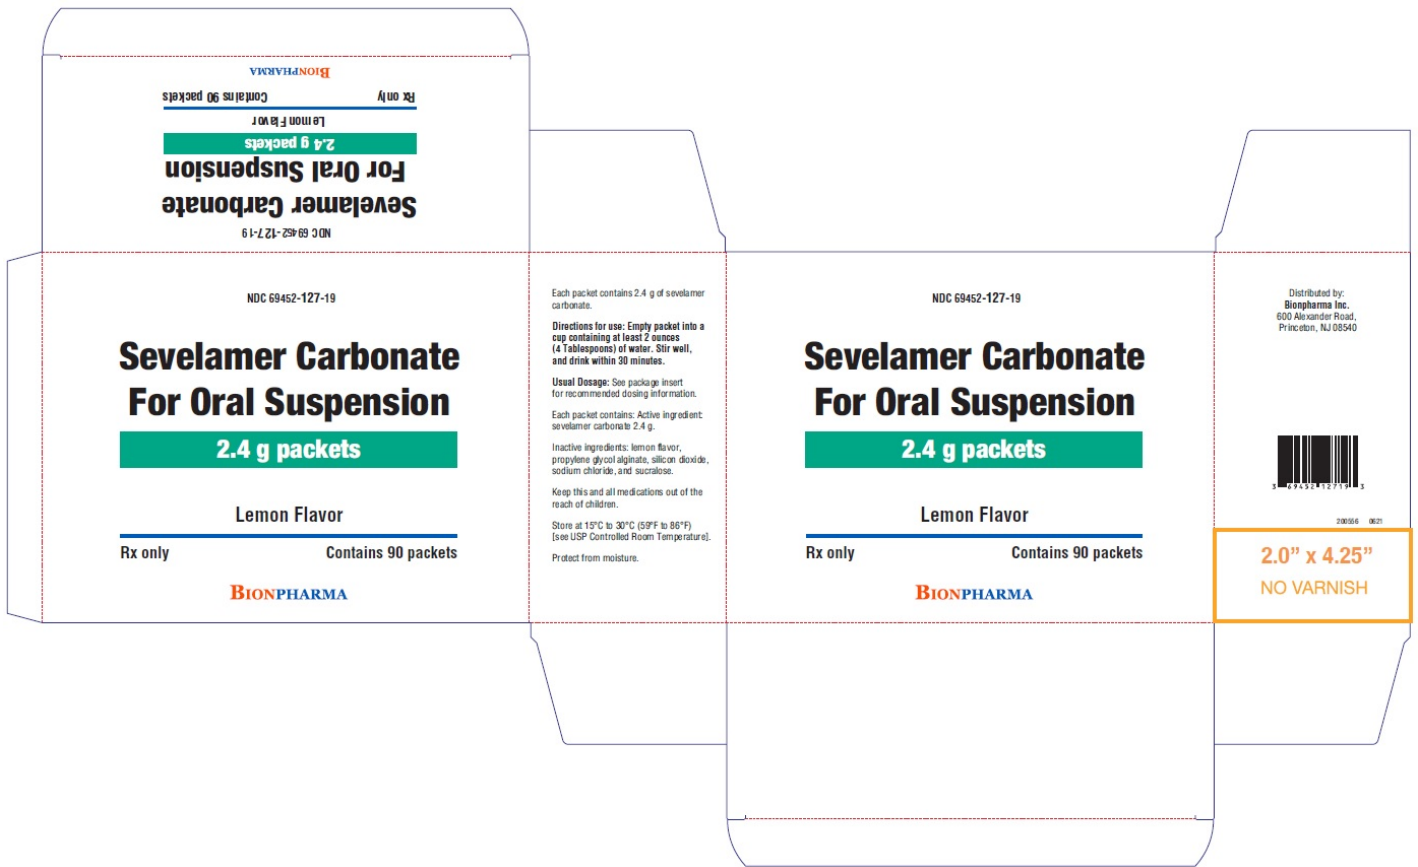 BIONPHARMA
Rx only Contains 90 packets
Lemon Flavor
2.4 g packets
For Oral Suspension
Sevelamer Carbonate
NDC 69452-127-19
NDC 69452-127-19
Sevelamer Carbonate
For Oral Suspension
2.4 g packets
Lemon Flavor
Rx only Contains 90 packets
BIONPHARMA
Each packet contains 2.4 g of sevelamer
carbonate.
Directions for use: Empty packet into a
cup containing at least 2 ounces
(4 Tablespoons) of water. Stir well,
and drink within 30 minutes.
Usual Dosage: See package insert
for recommended dosing information.
Each packet contains: Active ingredient:
sevelamer carbonate 2.4 g.
Inactive ingredients: lemon flavor,
propylene glycol alginate, silicon dioxide,
sodium chloride, and sucralose.
Keep this and all medications out of the
reach of children.
Store at 15°C to 30°C (59°F to 86°F)
[see USP Controlled Room Temperature].
Protect from moisture.
NDC 69452-127-19
Sevelamer Carbonate
For Oral Suspension
2.4 g packets
Lemon Flavor
Rx only Contains 90 packets
BIONPHARMA
Distributed by:
Bionpharma Inc.
600 Alexander Road,
Princeton, NJ 08540
3 69452 12719 3
200556 0621
2.0” x 4.25”
NO VARNISH